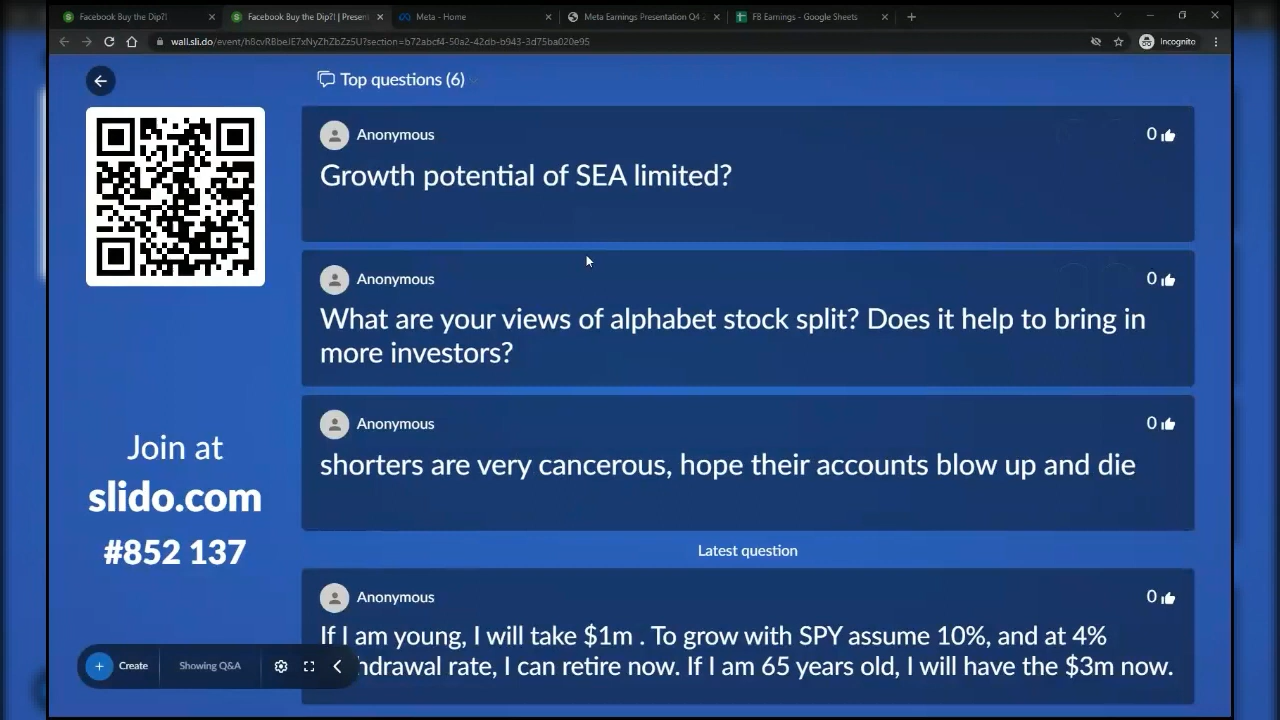 Facebook Buy the Dip?!
Facebook Buy the Dip?! | Present
Meta - Home
Meta Earnings Presentation Q4 2
FB Earnings - Google Sheets
Incognito
Top questions (6)
Anonymous
0
Growth potential of SEA limited?
Anonymous
0
What are your views of alphabet stock split? Does it help to bring in
more investors?
Anonymous
0
shorters are very cancerous, hope their accounts blow up and die
Join at
slido.com
#852 137
Latest question
Anonymous
0
If I am young, I will take $1m . To grow with SPY assume 10%, and at 4%
hdrawal rate, I can retire now. If I am 65 years old, I will have the $3m now.
Create
Showing Q&A